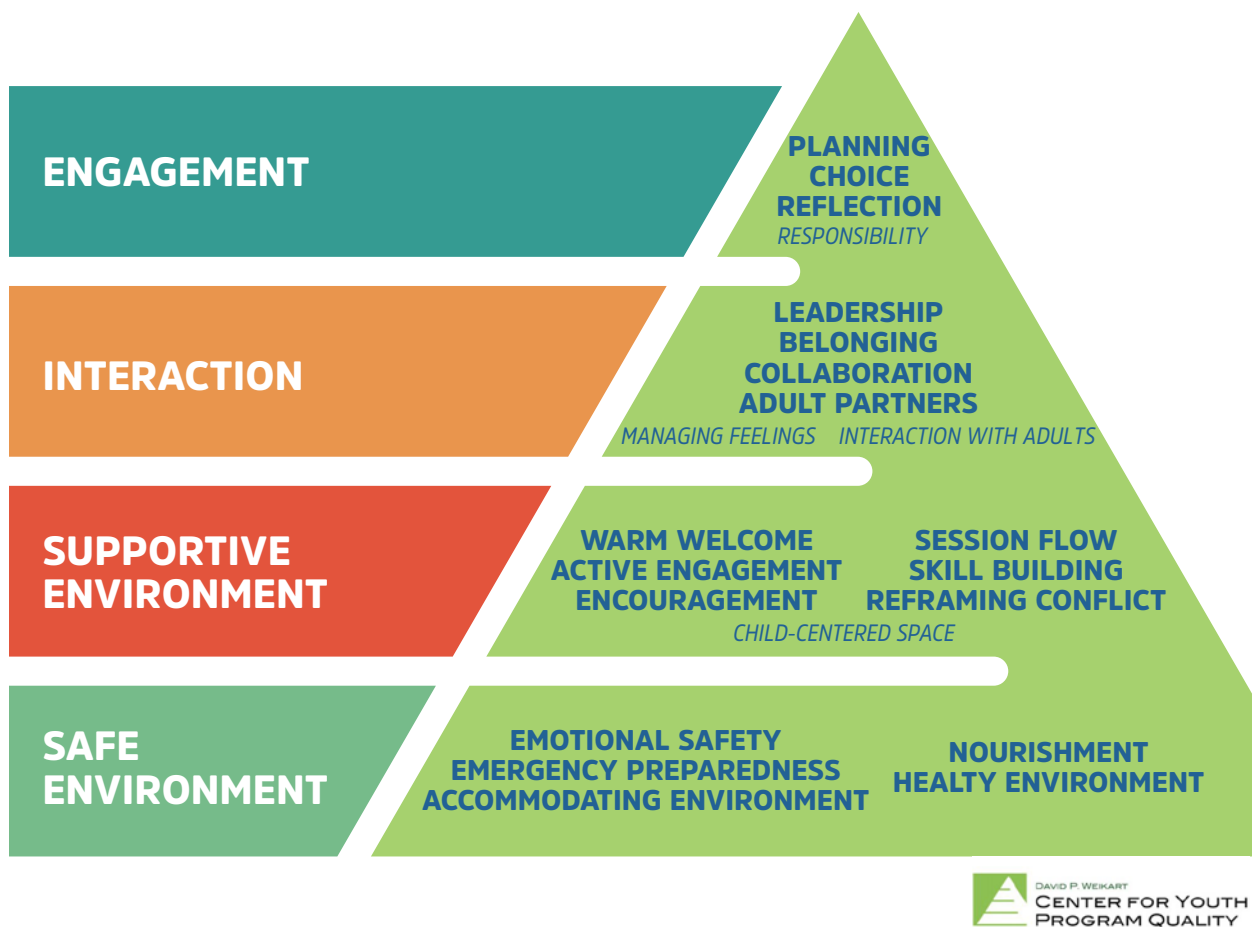 ENGAGEMENT
PLANNING
CHOICE
REFLECTION
RESPONSIBILITY
INTERACTION
LEADERSHIP
BELONGING
COLLABORATION
ADULT PARTNERS
MANAGING FEELINGS INTERACTION WITH ADULTS
SUPPORTIVE
ENVIRONMENT
WARM WELCOME
ACTIVE ENGAGEMENT
ENCOURAGEMENT
SESSION FLOW
SKILL BUILDING
REFRAMING CONFLICT
CHILD-CENTERED SPACE
SAFE
ENVIRONMENT
EMOTIONAL SAFETY
EMERGENCY PREPAREDNESS
ACCOMMODATING ENVIRONMENT
NOURISHMENT
HEALTY ENVIRONMENT
DAVID P. WEIKART
CENTER FOR YOUTH
PROGRAM QUALITY